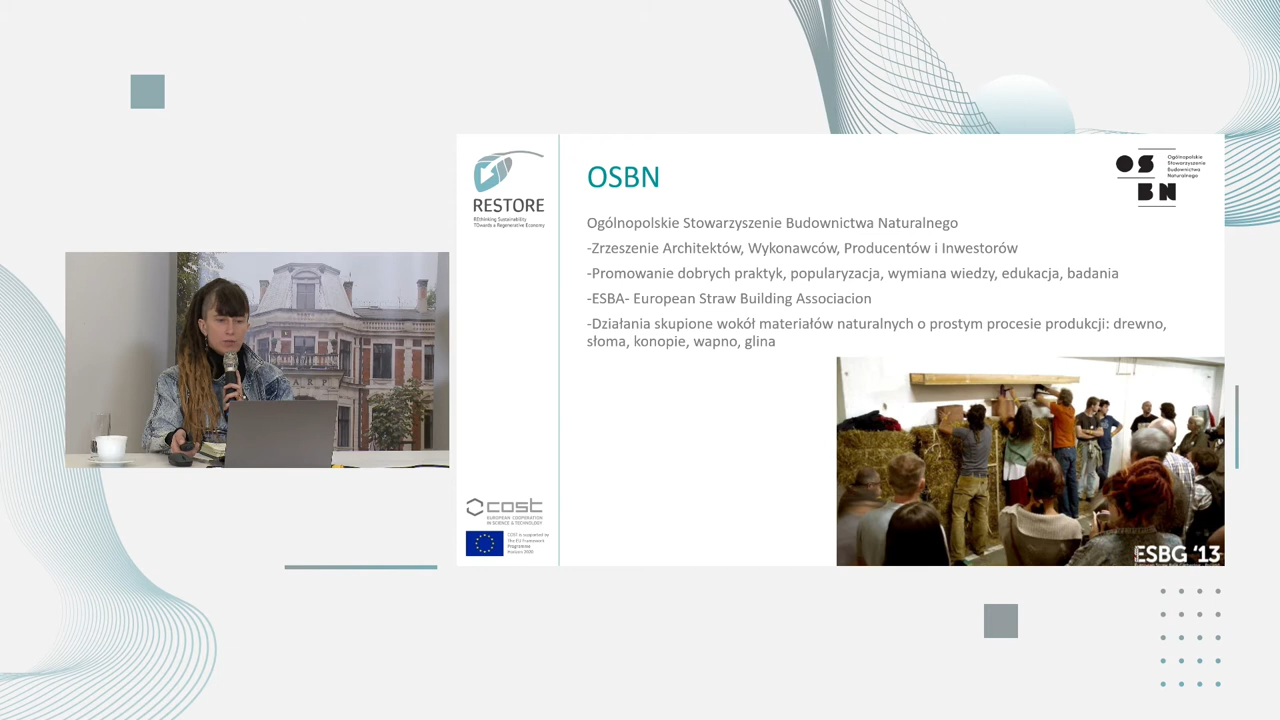 RESTORE
REthinking Sustainability
TOwards a Regenerative Economy
OSBN
OS
BN
Ogólnopolskie
Stowarzyszenie
Budownictwa
Naturalnego
Ogólnopolskie Stowarzyszenie Budownictwa Naturalnego
-Zrzeszenie Architektów, Wykonawców, Producentów i Inwestorów
-Promowanie dobrych praktyk, popularyzacja, wymiana wiedzy, edukacja, badania
-ESBA- European Straw Building Associacion
-Działania skupione wokół materiałów naturalnych o prostym procesie produkcji: drewno,
słoma, konopie, wapno, glina
cost
EUROPEAN COOPERATION
IN SCIENCE & TECHNOLOGY
COST is supported by
the EU Framework
Programme
Horizon 2020
ESBG '13